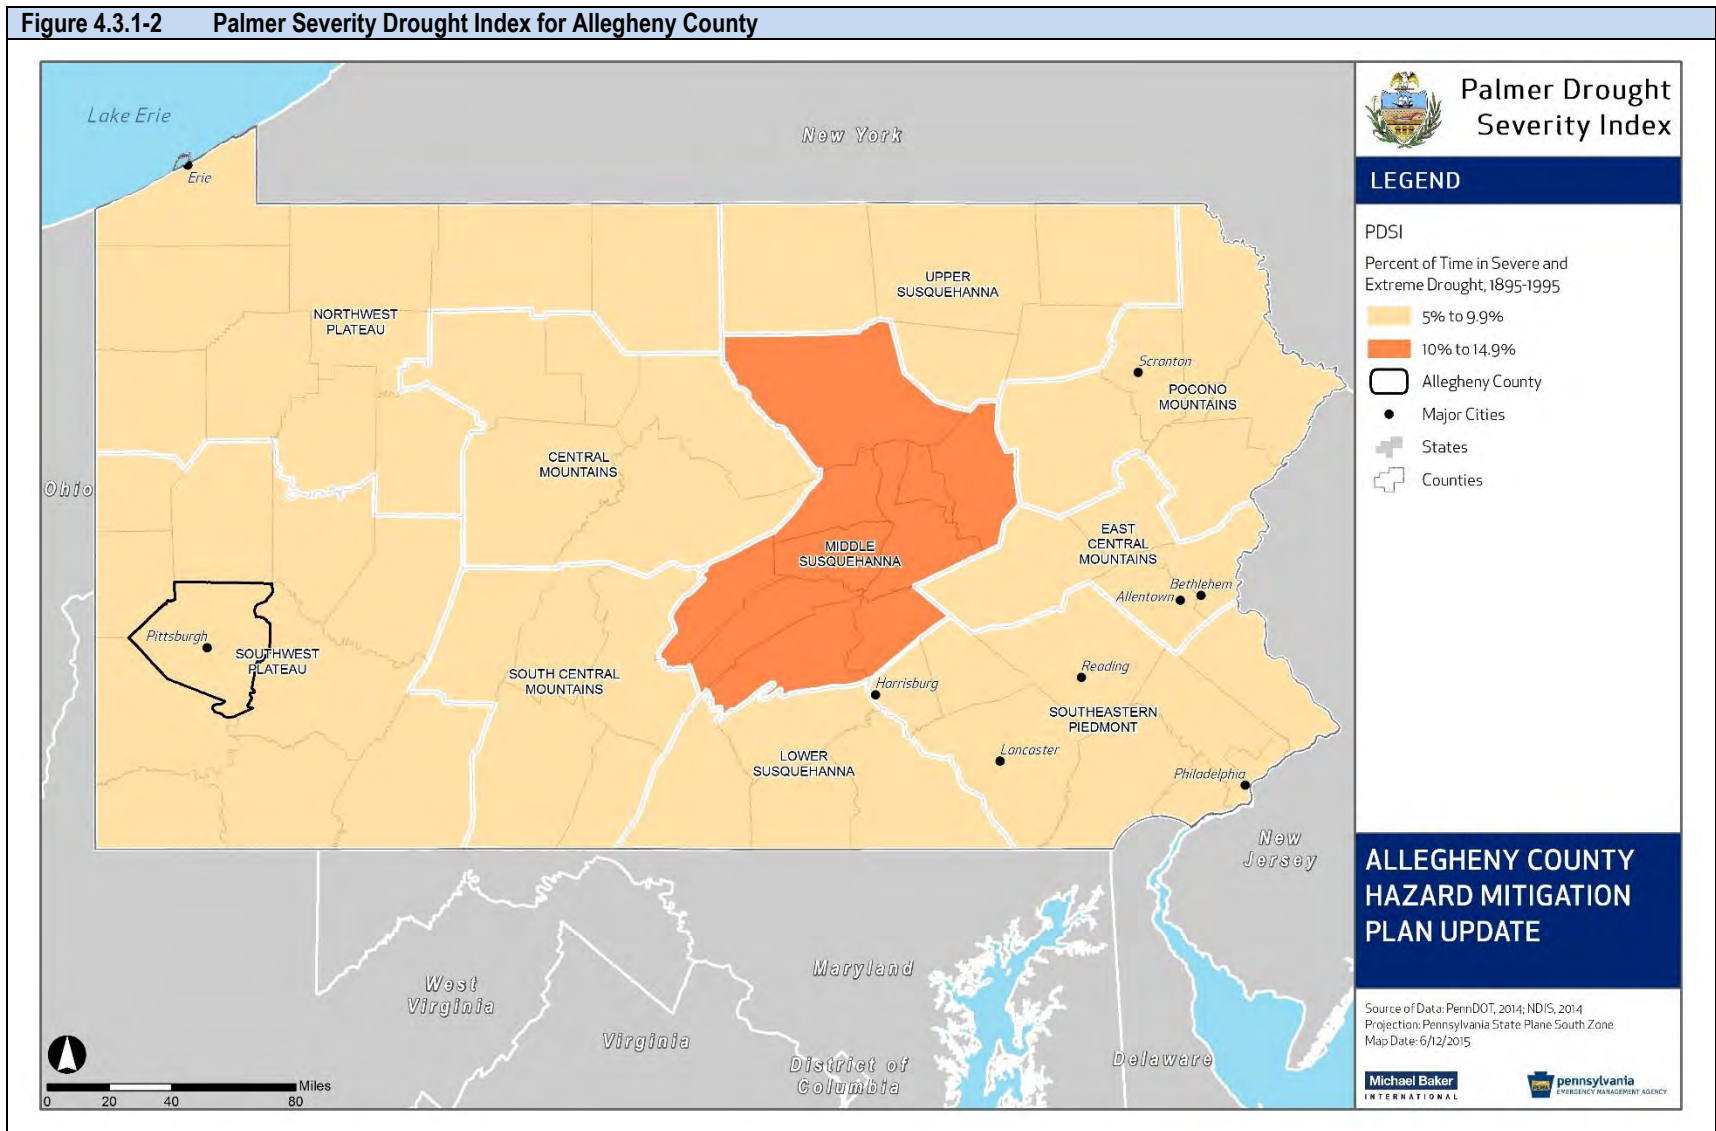 Figure 4.3.1-2 Palmer Severity Drought Index for Allegheny County
Lake Erie
Erie
New York
Ohio
NORTHWEST
PLATEAU
UPPER
SUSQUEHANNA
Scranton
POCONO
MOUNTAINS
CENTRAL
MOUNTAINS
MIDDLE
SUSQUEHANNA
EAST
CENTRAL
MOUNTAINS
Bethlehem
Allentown
Pittsburgh
SOUTHWEST
PLATEAU
SOUTH CENTRAL
MOUNTAINS
Harrisburg
Reading
SOUTHEASTERN
PIEDMONT
Lancaster
LOWER
SUSQUEHANNA
Philadelphia
New
Jersey
Maryland
West
Virginia
Virginia
District of
Columbia
Delaware
Miles
0 20 40 80
Palmer Drought
Severity Index
LEGEND
PDSI
Percent of Time in Severe and
Extreme Drought, 1895-1995
5% to 9.9%
10% to 14.9%
Allegheny County
Major Cities
States
Counties
ALLEGHENY COUNTY
HAZARD MITIGATION
PLAN UPDATE
Source of Data: PennDOT, 2014; NDIS, 2014
Projection: Pennsylvania State Plane South Zone
Map Date: 6/12/2015
Michael Baker
INTERNATIONAL
pennsylvania
EMERGENCY MANAGEMENT AGENCY